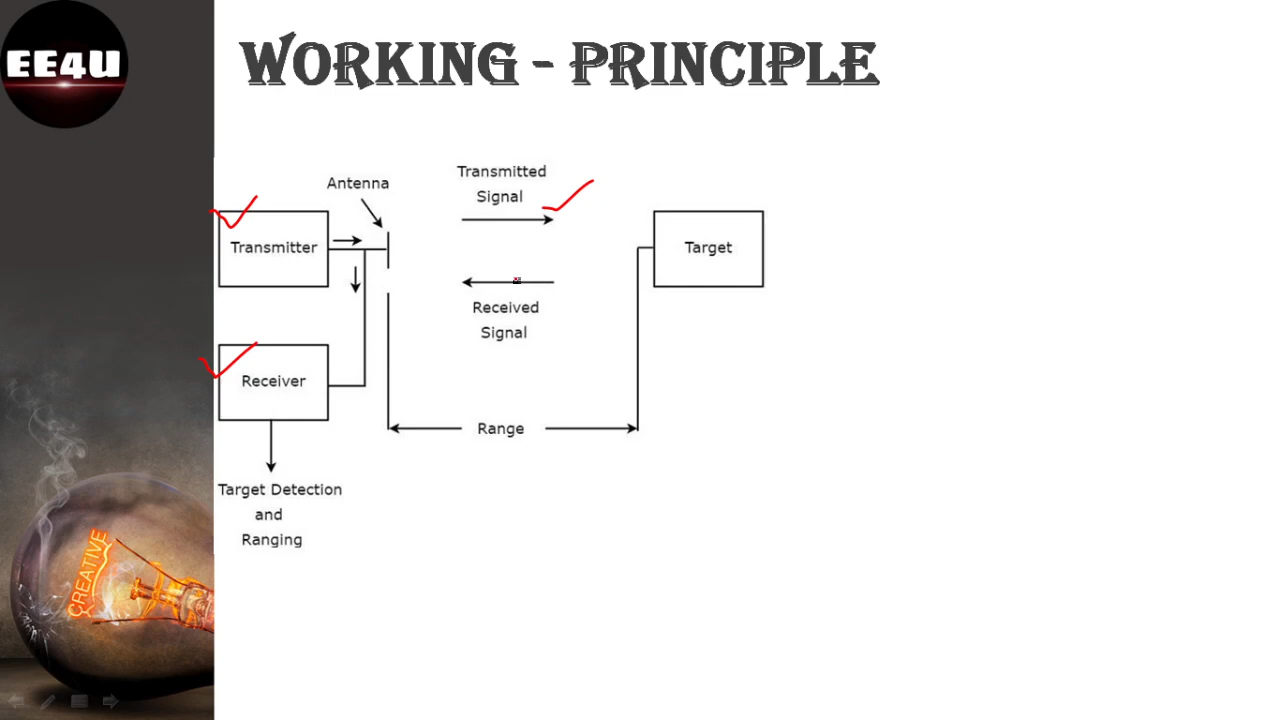 EE4U
WORKING - PRINCIPLE
Antenna
Transmitted
Signal
Transmitter
Target
Received
Signal
Receiver
Range
Target Detection
and
Ranging
CREATIVE